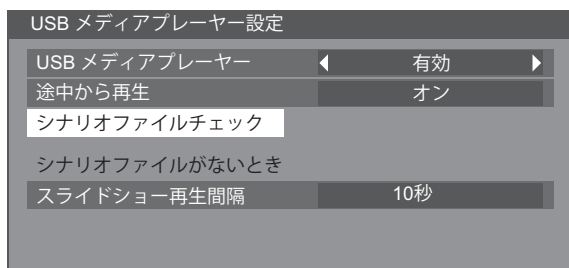 USB メディアプレーヤー設定
USB メディアプレーヤー 有効
途中から再生 オン
シナリオファイルチェック
シナリオファイルがないとき
スライドショー再生間隔 10秒